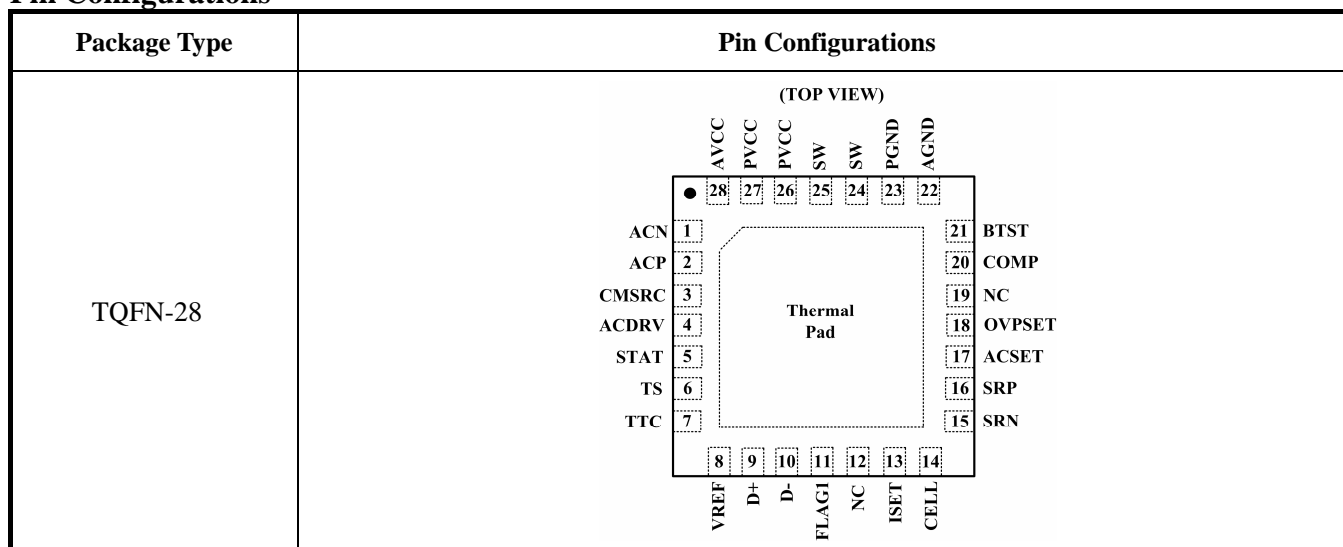 Pin Configurations
Package Type
Pin Configurations
TQFN-28
(TOP VIEW)
AVCC
PVCC
PVCC
SW
SW
PGND
AGND
28 27 26 25 24 23 22
ACN 1
ACP 2
CMSRC 3
ACDRV 4
STAT 5
TS 6
TTC 7
Thermal
Pad
21 BTST
20 COMP
19 NC
18 OVPSET
17 ACSET
16 SRP
15 SRN
8 9 10 11 12 13 14
VREF
D+
D-
FLAG1
NC
ISET
CELL